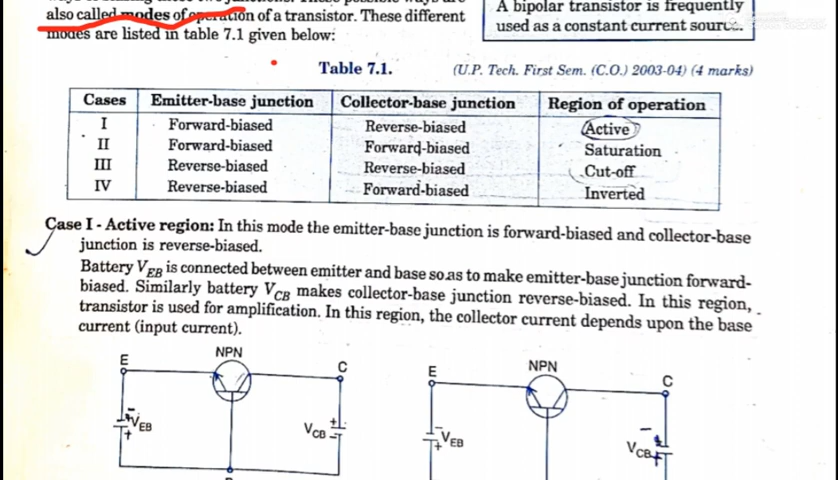 also called modes of operation of a transistor. These different
modes are listed in table 7.1 given below:
A bipolar transistor is frequently
used as a constant current source.
Table 7.1. (U.P. Tech. First Sem. (C.O.) 2003-04) (4 marks)
Cases Emitter-base junction Collector-base junction Region of operation
I Forward-biased Reverse-biased Active
II Forward-biased Forward-biased Saturation
III Reverse-biased Reverse-biased Cut-off
IV Reverse-biased Forward-biased Inverted
Case I - Active region: In this mode the emitter-base junction is forward-biased and collector-base
junction is reverse-biased.
Battery VEB is connected between emitter and base so as to make emitter-base junction forward-
biased. Similarly battery VCB makes collector-base junction reverse-biased. In this region,
transistor is used for amplification. In this region, the collector current depends upon the base
current (input current).
E NPN C
VEB
VCB
E NPN C
VEB
VCB